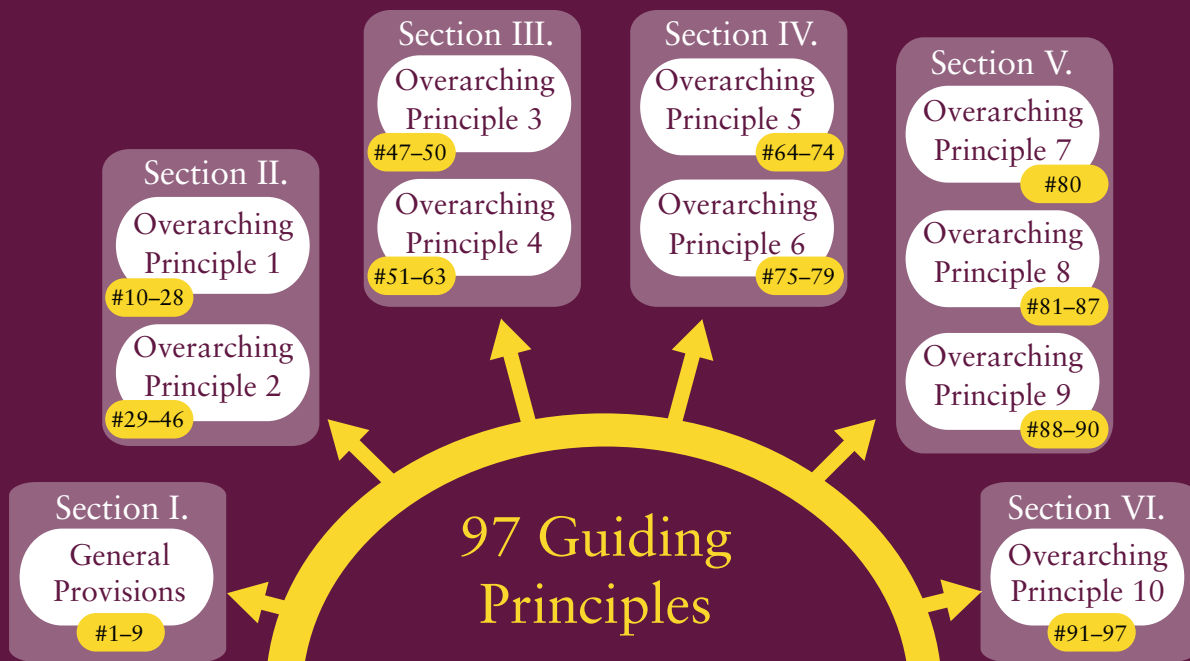 Section I.
General
Provisions
#1–9
Section II.
Overarching
Principle 1
#10–28
Overarching
Principle 2
#29–46
Section III.
Overarching
Principle 3
#47–50
Overarching
Principle 4
#51–63
Section IV.
Overarching
Principle 5
#64–74
Overarching
Principle 6
#75–79
Section V.
Overarching
Principle 7
#80
Overarching
Principle 8
#81–87
Overarching
Principle 9
#88–90
Section VI.
Overarching
Principle 10
#91–97
97 Guiding
Principles